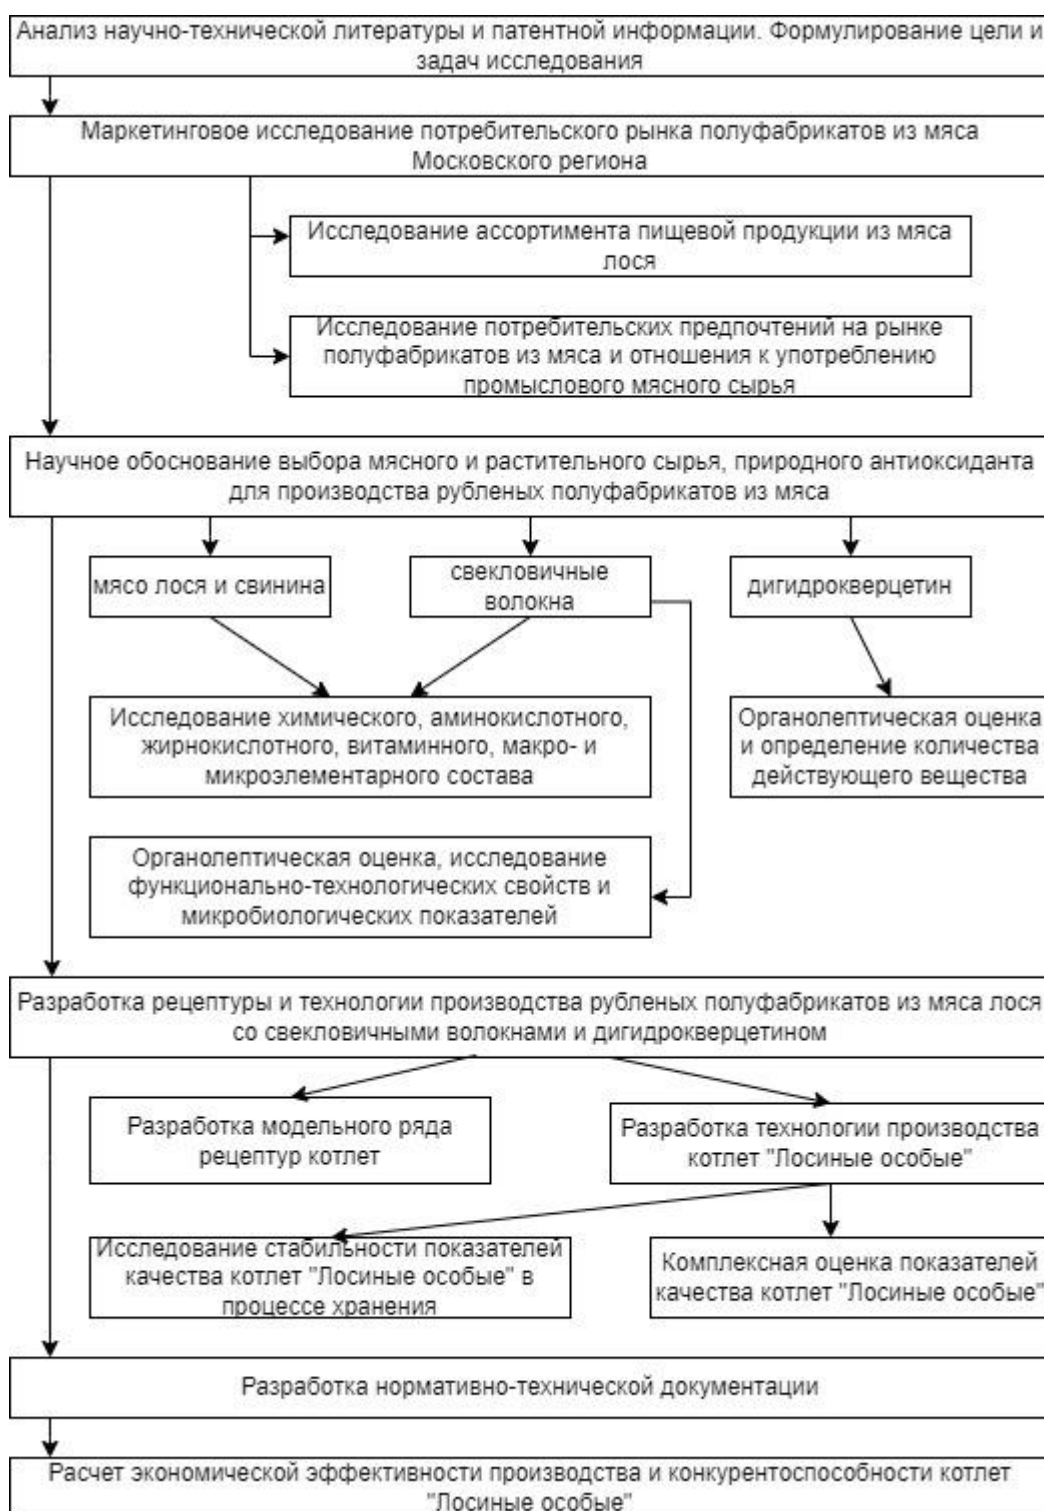 Анализ научно-технической литературы и патентной информации. Формулирование цели и
задач исследования
Маркетинговое исследование потребительского рынка полуфабрикатов из мяса
Московского региона
Исследование ассортимента пищевой продукции из мяса
лося
Исследование потребительских предпочтений на рынке
полуфабрикатов из мяса и отношения к употреблению
промыслового мясного сырья
Научное обоснование выбора мясного и растительного сырья, природного антиоксиданта
для производства рубленых полуфабрикатов из мяса
мясо лося и свинина
свекловичные
волокна
дигидрокверцетин
Исследование химического, аминокислотного,
жирнокислотного, витаминного, макро- и
микроэлементарного состава
Органолептическая оценка
и определение количества
действующего вещества
Органолептическая оценка, исследование
функционально-технологических свойств и
микробиологических показателей
Разработка рецептуры и технологии производства рубленых полуфабрикатов из мяса лося
со свекловичными волокнами и дигидрокверцетином
Разработка модельного ряда
рецептур котлет
Разработка технологии производства
котлет "Лосиные особые"
Исследование стабильности показателей
качества котлет "Лосиные особые" в
процессе хранения
Комплексная оценка показателей
качества котлет "Лосиные особые"
Разработка нормативно-технической документации
Расчет экономической эффективности производства и конкурентоспособности котлет
"Лосиные особые"